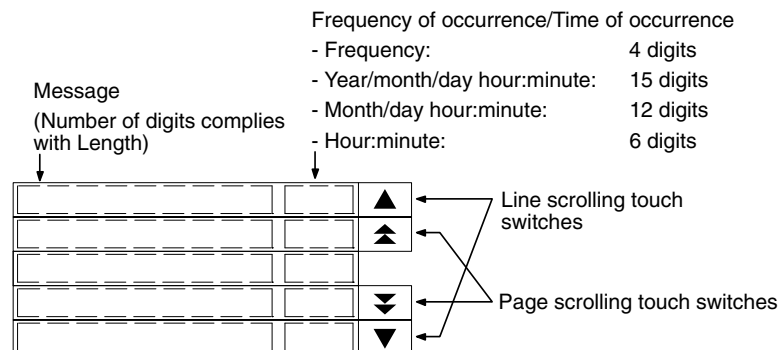 Frequency of occurrence/Time of occurrence
- Frequency: 4 digits
- Year/month/day hour:minute: 15 digits
- Month/day hour:minute: 12 digits
- Hour:minute: 6 digits
Message
(Number of digits complies
with Length)
Line scrolling touch
switches
Page scrolling touch switches